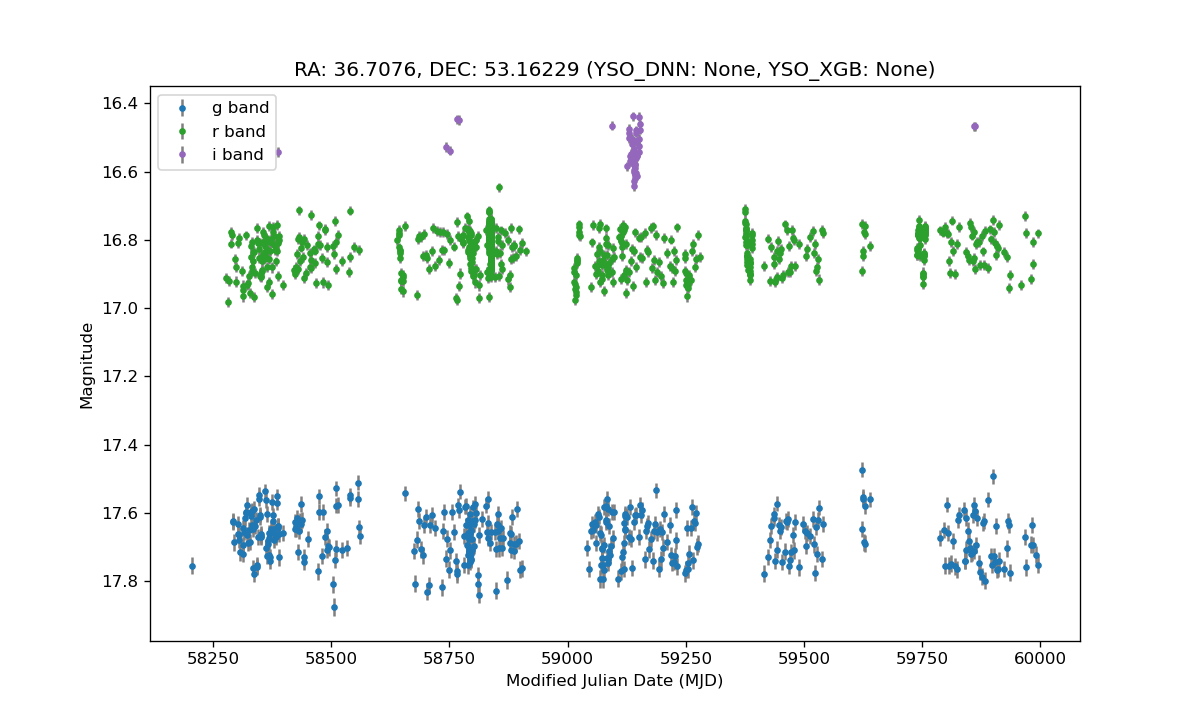 RA: 36.7076, DEC: 53.16229 (YSO_DNN: None, YSO_XGB: None)
g band
r band
i band
16.4
16.6
16.8
17.0
17.2
17.4
17.6
17.8
Magnitude
58250 58500 58750 59000 59250 59500 59750 60000
Modified Julian Date (MJD)